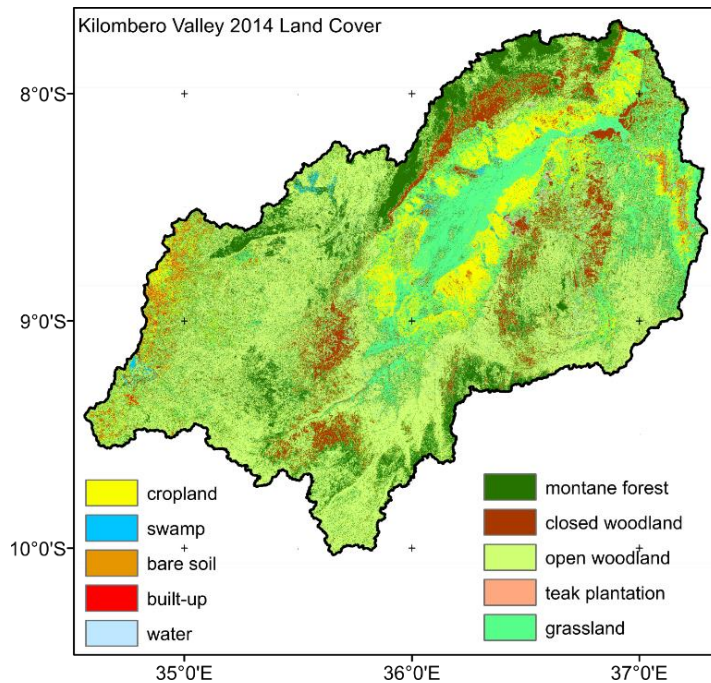 Kilombero Valley 2014 Land Cover
8°0'S
9°0'S
10°0'S
cropland
swamp
bare soil
built-up
water
montane forest
closed woodland
open woodland
teak plantation
grassland
35°0'E
36°0'E
37°0'E